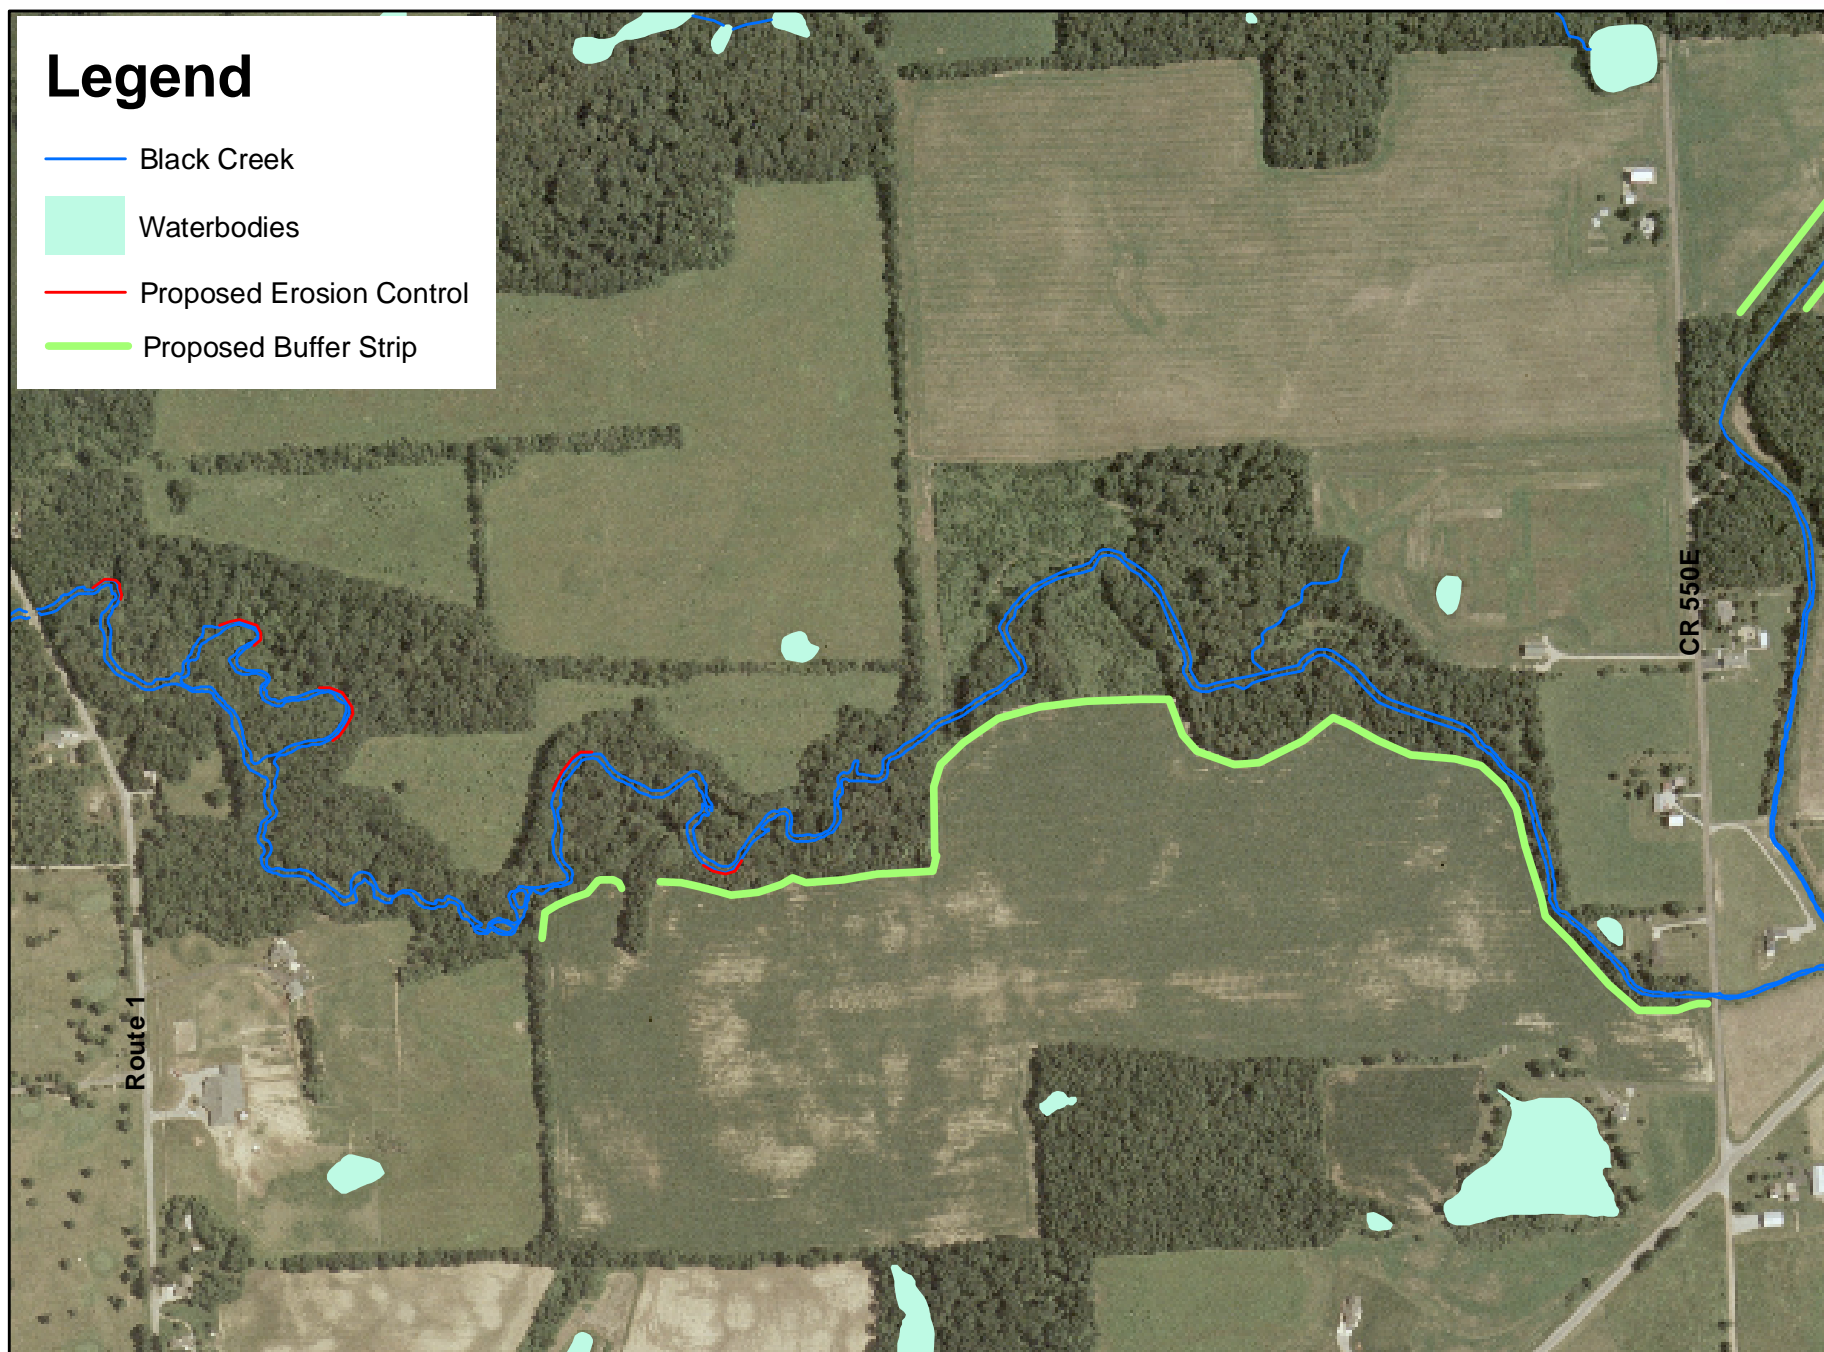 Legend
Black Creek
Waterbodies
Proposed Erosion Control
Proposed Buffer Strip
CR 550E
Route 1